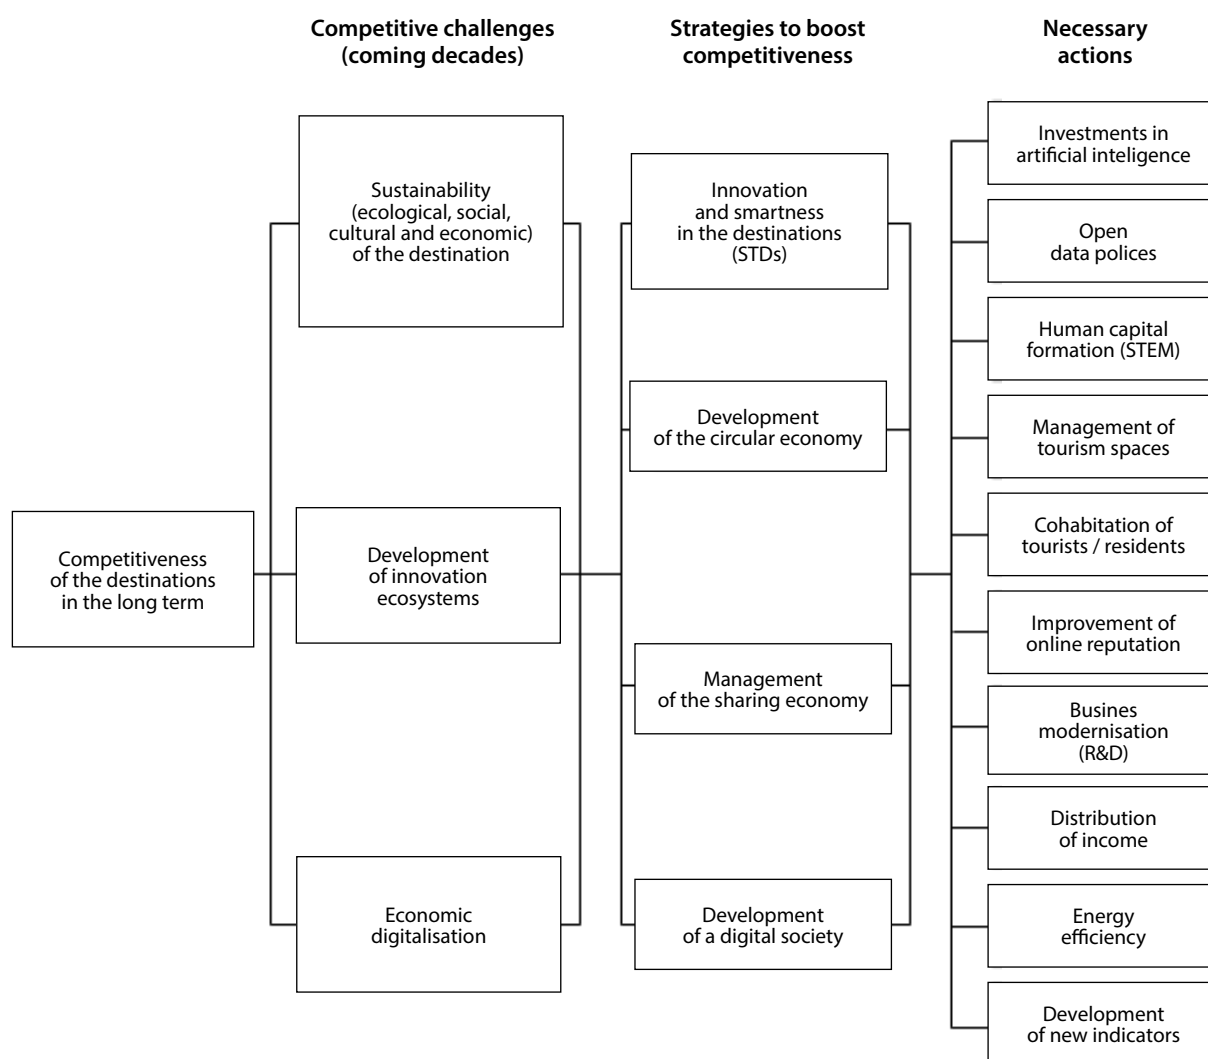 Competitive challenges
(coming decades)
Strategies to boost
competitiveness
Necessary
actions
Competitiveness
of the destinations
in the long term
Sustainability
(ecological, social,
cultural and economic)
of the destination
Development
of innovation
ecosystems
Economic
digitalisation
Innovation
and smartness
in the destinations
(STDs)
Development
of the circular economy
Management
of the sharing economy
Development
of a digital society
Investments in
artificial inteligence
Open
data polices
Human capital
formation (STEM)
Management of
tourism spaces
Cohabitation of
tourists / residents
Improvement of
online reputation
Busines
modernisation
(R&D)
Distribution
of income
Energy
efficiency
Development
of new indicators